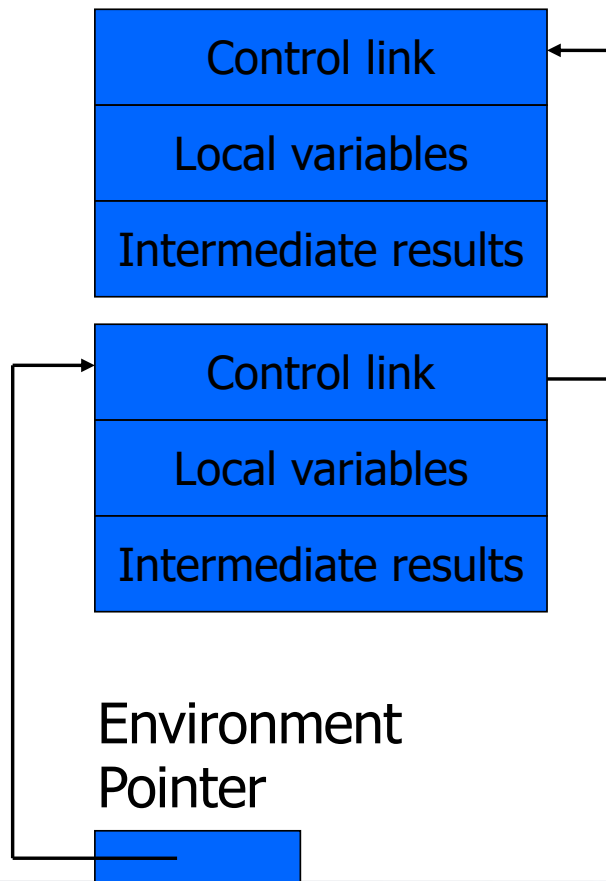 Control link
Local variables
Intermediate results
Control link
Local variables
Intermediate results
Environment
Pointer